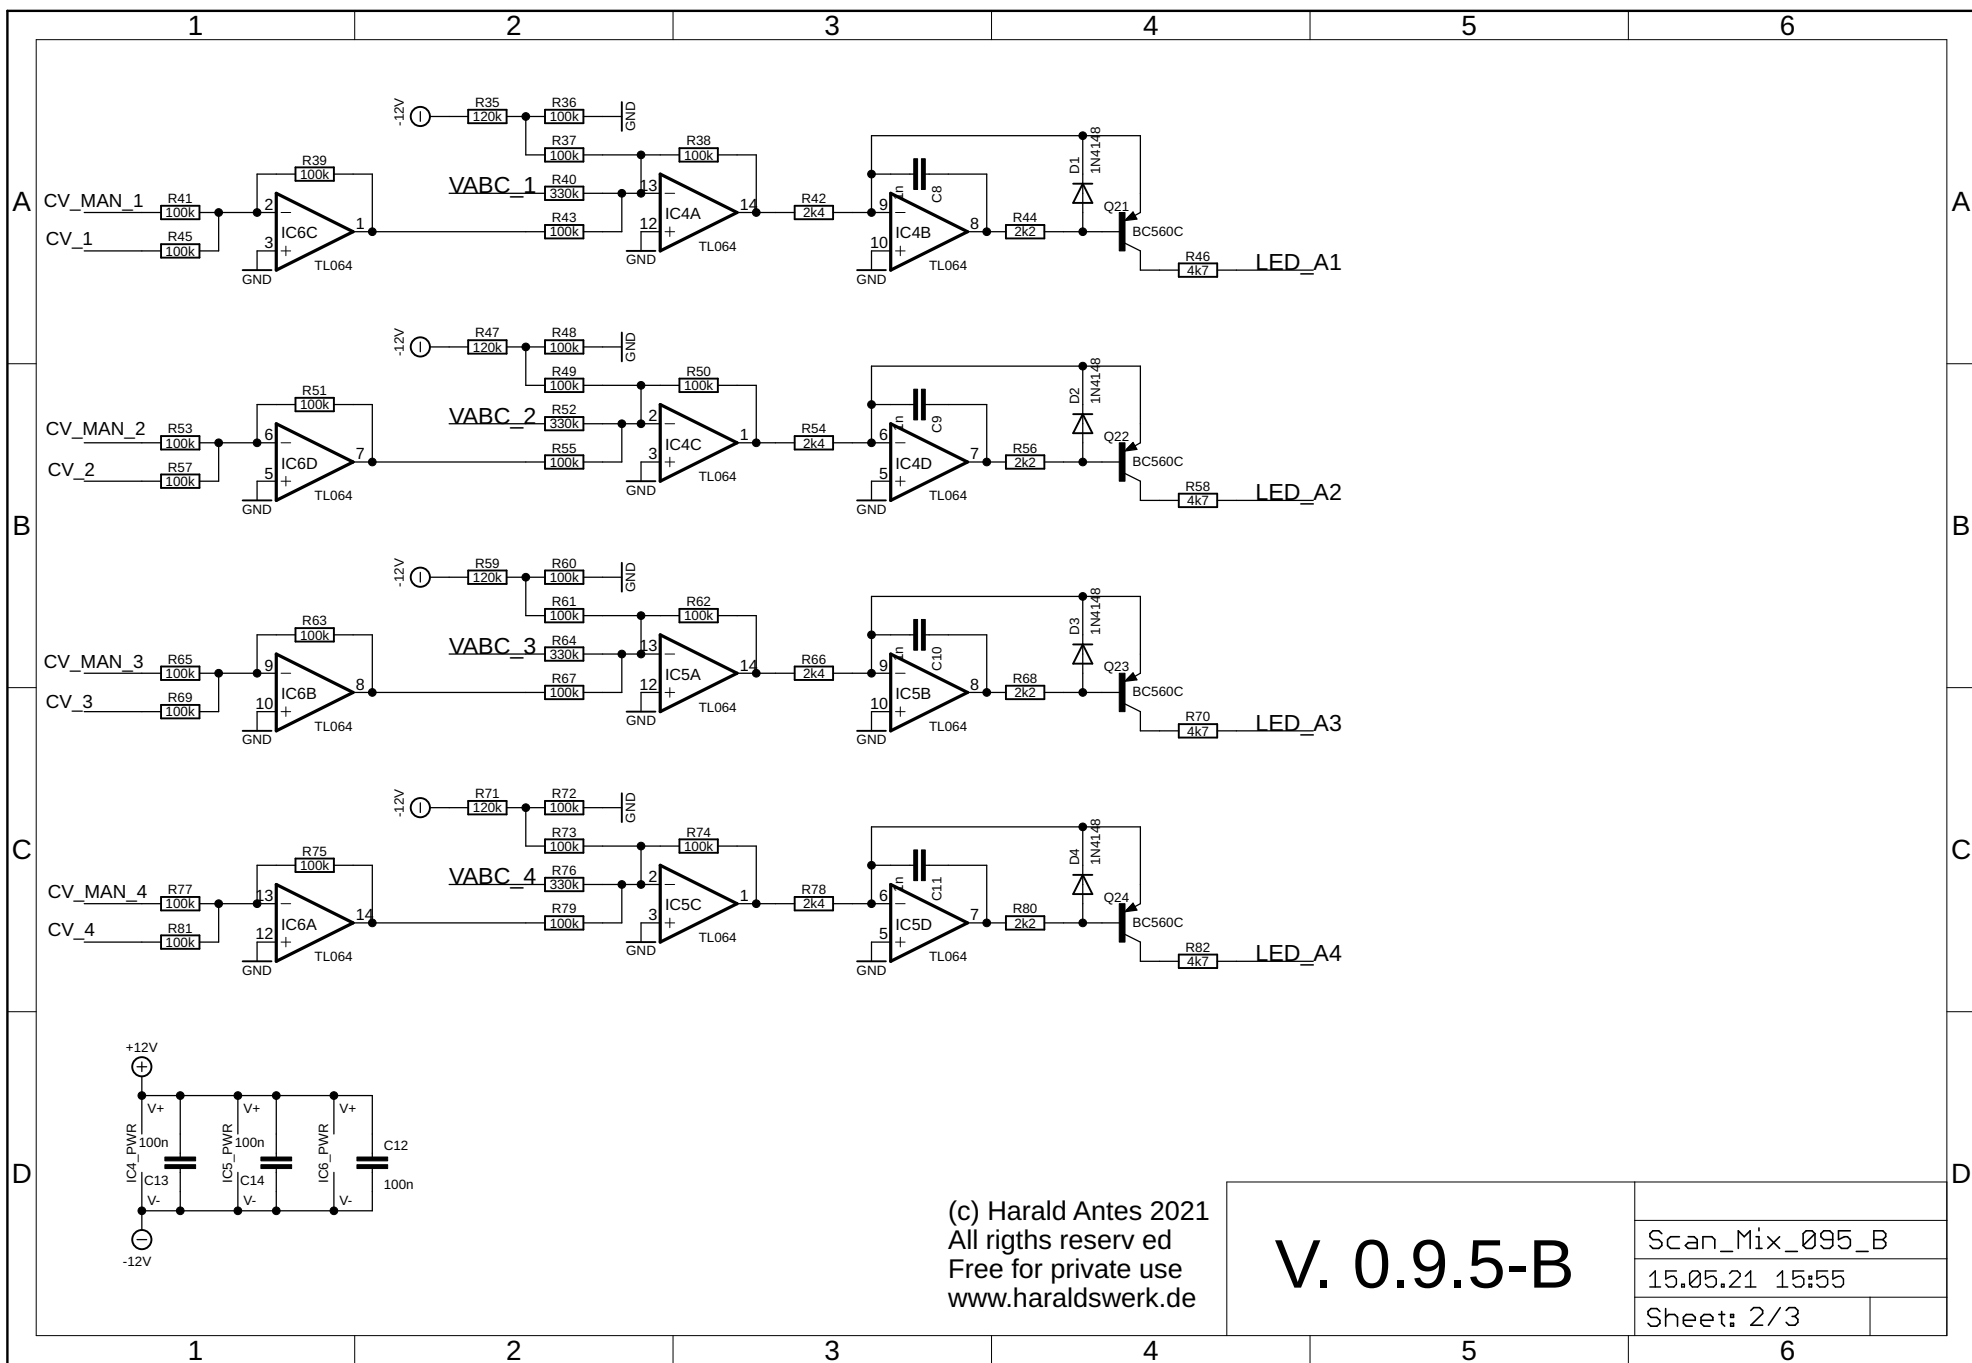 1 2 3 4 5 6
A A
-12V R35 120k R36 100k GND
R37 100k R38 100k
R39 100k
CV_MAN_1 R41 100k
CV_1 R45 100k
2 3 1 IC6C TL064 GND
VABC_1 R40 330k
R43 100k
13 12 14 IC4A TL064 GND
R42 2k4
1n C8
9 10 8 IC4B TL064 GND
R44 2k2
D1 1N4148
Q21 BC560C
R46 4k7 LED_A1
-12V R47 120k R48 100k GND
R49 100k R50 100k
R51 100k
CV_MAN_2 R53 100k
CV_2 R57 100k
6 5 7 IC6D TL064 GND
VABC_2 R52 330k
R55 100k
2 3 1 IC4C TL064 GND
R54 2k4
1n C9
6 5 7 IC4D TL064 GND
R56 2k2
D2 1N4148
Q22 BC560C
R58 4k7 LED_A2
B B
-12V R59 120k R60 100k GND
R61 100k R62 100k
R63 100k
CV_MAN_3 R65 100k
CV_3 R69 100k
9 10 8 IC6B TL064 GND
VABC_3 R64 330k
R67 100k
13 12 14 IC5A TL064 GND
R66 2k4
1n C10
9 10 8 IC5B TL064 GND
R68 2k2
D3 1N4148
Q23 BC560C
R70 4k7 LED_A3
-12V R71 120k R72 100k GND
R73 100k R74 100k
C C
R75 100k
CV_MAN_4 R77 100k
CV_4 R81 100k
13 12 14 IC6A TL064 GND
VABC_4 R76 330k
R79 100k
2 3 1 IC5C TL064 GND
R78 2k4
1n C11
6 5 7 IC5D TL064 GND
R80 2k2
D4 1N4148
Q24 BC560C
R82 4k7 LED_A4
+12V
V+ V+ V+
IC4_PWR 100n C13 IC5_PWR 100n C14 IC6_PWR C12 100n
V- V- V-
-12V
D D
(c) Harald Antes 2021
All rigths reserv ed
Free for private use
www.haraldswerk.de
V. 0.9.5-B
Scan_Mix_095_B
15.05.21 15:55
Sheet: 2/3
1 2 3 4 5 6